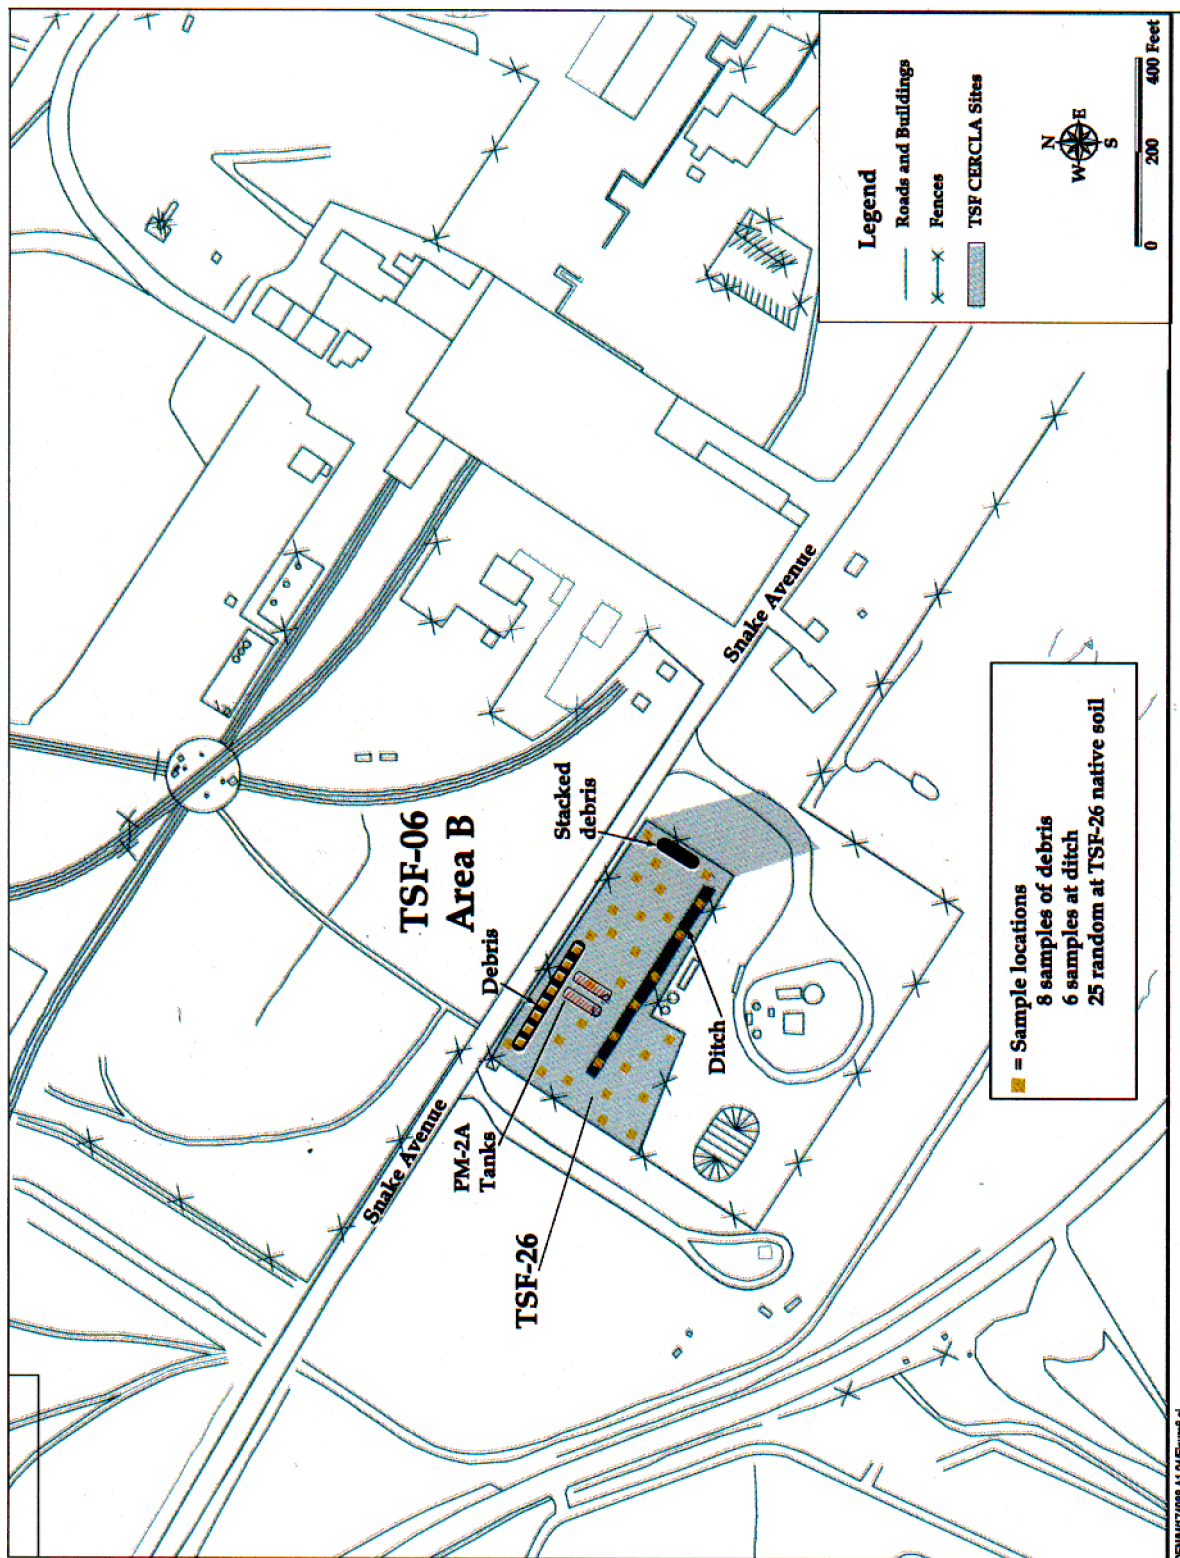 TSF-06
Area B
Stacked
debris
Debris
Snake Avenue
Snake Avenue
PM-2A
Tanks
TSF-26
Ditch
Legend
Roads and Buildings
Fences
TSF CERCLA Sites
N
W
E
S
0
200
400 Feet
= Sample locations
8 samples of debris
6 samples at ditch
25 random at TSF-26 native soil